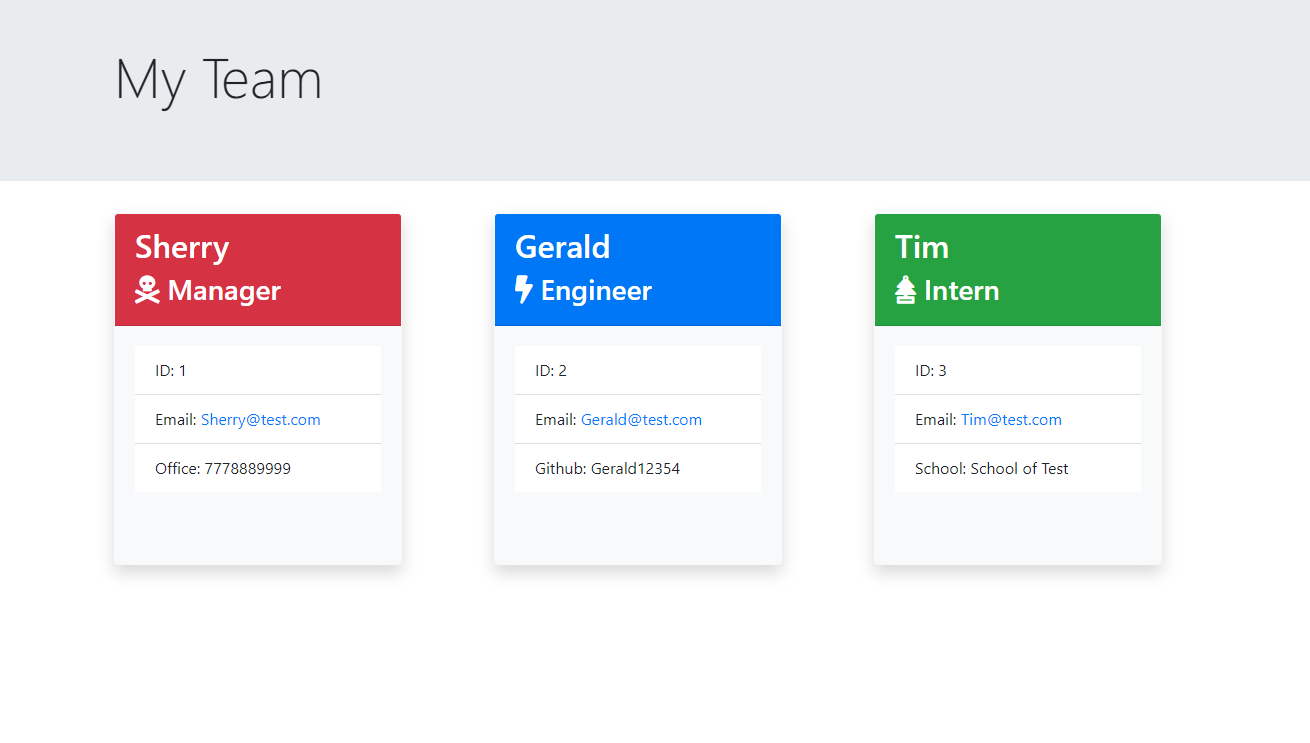 My Team
Sherry
Manager
ID: 1
Email: Sherry@test.com
Office: 7778889999
Gerald
Engineer
ID: 2
Email: Gerald@test.com
Github: Gerald12354
Tim
Intern
ID: 3
Email: Tim@test.com
School: School of Test